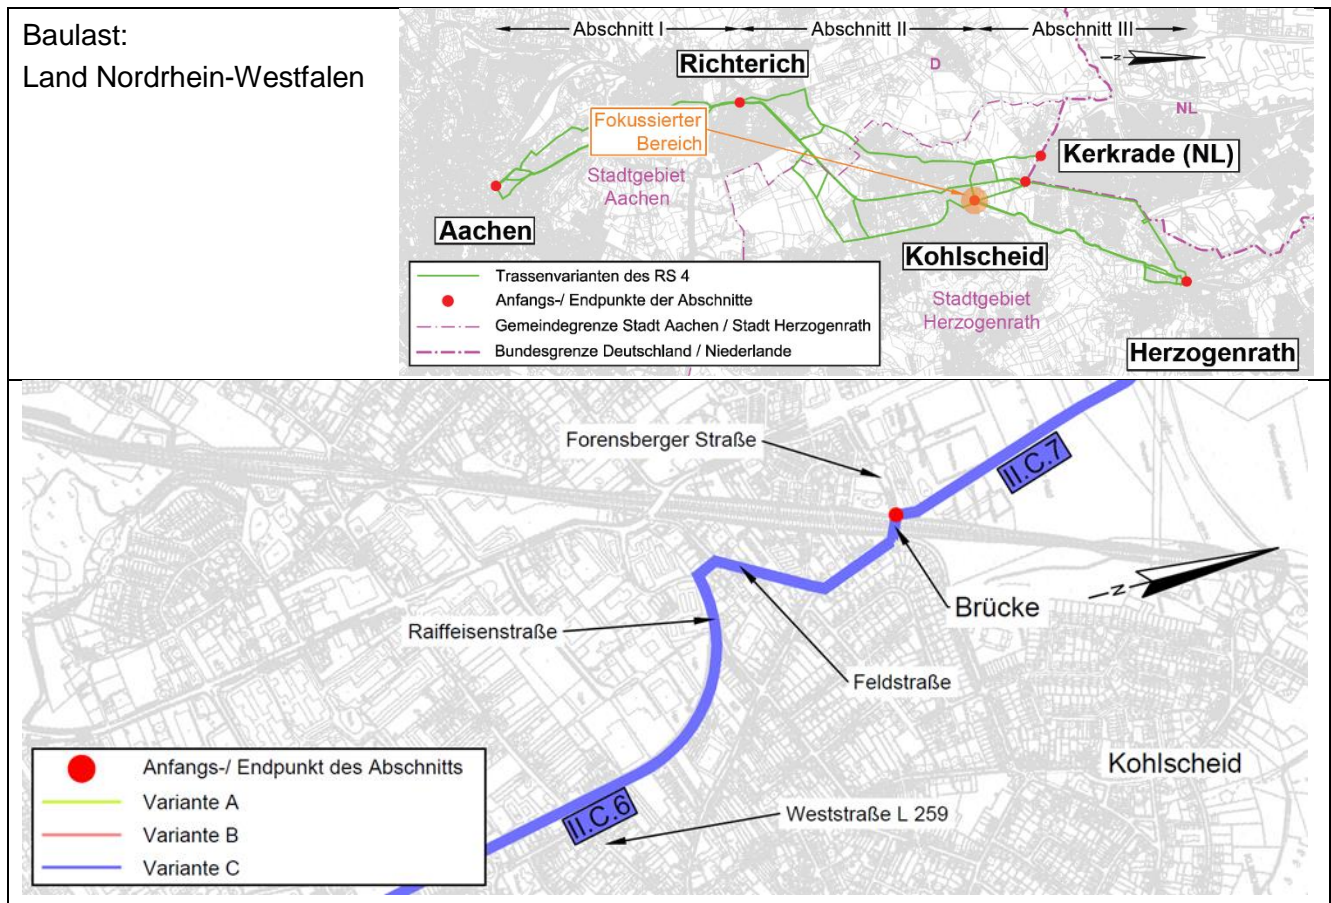 Baulast:
Land Nordrhein-Westfalen
Abschnitt I
Abschnitt II
Abschnitt III
Richterich
D
N
NL
Fokussierter
Bereich
Kerkrade (NL)
Stadtgebiet
Aachen
Aachen
Kohlscheid
Trassenvarianten des RS 4
Anfangs-/ Endpunkte der Abschnitte
Gemeindegrenze Stadt Aachen / Stadt Herzogenrath
Bundesgrenze Deutschland / Niederlande
Stadtgebiet
Herzogenrath
Herzogenrath
Forensberger Straße
II.C.7
N
Brücke
Raiffeisenstraße
Feldstraße
Kohlscheid
II.C.6
Weststraße L 259
Anfangs-/ Endpunkt des Abschnitts
Variante A
Variante B
Variante C